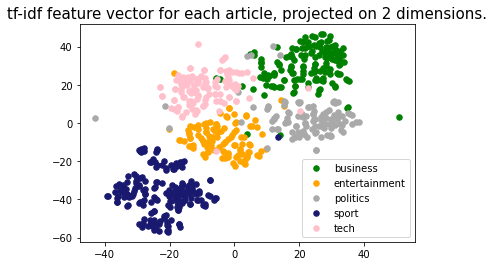 tf-idf feature vector for each article, projected on 2 dimensions.
40
20
0
−20
−40
−60
business
entertainment
politics
sport
tech
−40
−20
0
20
40